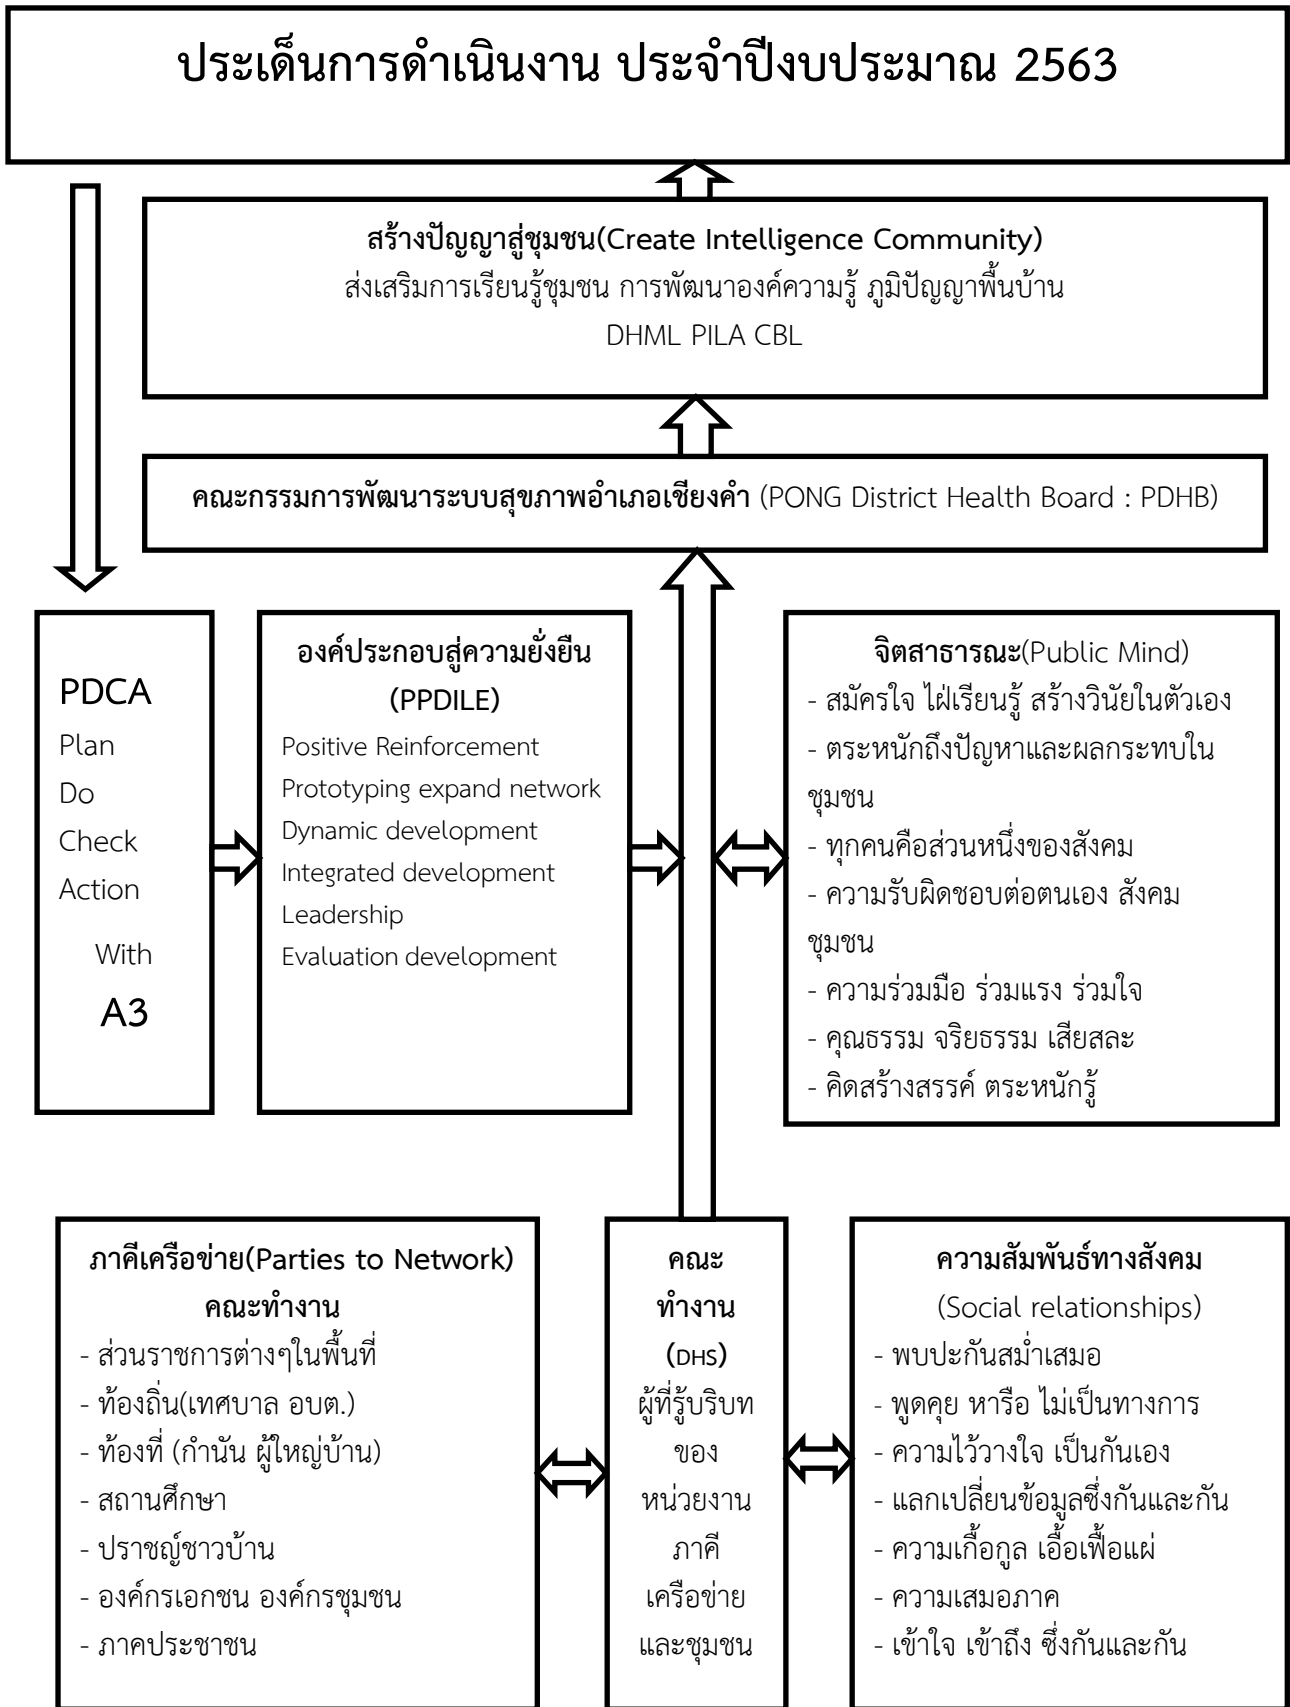 ประเด็นการดำเนินงาน ประจำปีงบประมาณ 2563
สร้างปัญญาสู่ชุมชน(Create Intelligence Community)
ส่งเสริมการเรียนรู้ชุมชน การพัฒนาองค์ความรู้ ภูมิปัญญาพื้นบ้าน
DHML PILA CBL
คณะกรรมการพัฒนาระบบสุขภาพอำเภอเชียงคำ (PONG District Health Board : PDHB)
PDCA
Plan
Do
Check
Action
With
A3
องค์ประกอบสู่ความยั่งยืน
(PPDILE)
Positive Reinforcement
Prototyping expand network
Dynamic development
Integrated development
Leadership
Evaluation development
จิตสาธารณะ(Public Mind)
- สมัครใจ ไฝ่เรียนรู้ สร้างวินัยในตัวเอง
- ตระหนักถึงปัญหาและผลกระทบใน
ชุมชน
- ทุกคนคือส่วนหนึ่งของสังคม
- ความรับผิดชอบต่อตนเอง สังคม
ชุมชน
- ความร่วมมือ ร่วมแรง ร่วมใจ
- คุณธรรม จริยธรรม เสียสละ
- คิดสร้างสรรค์ ตระหนักรู้
ภาคีเครือข่าย(Parties to Network)
คณะทำงาน
- ส่วนราชการต่างๆในพื้นที่
- ท้องถิ่น(เทศบาล อบต.)
- ท้องที่ (กำนัน ผู้ใหญ่บ้าน)
- สถานศึกษา
- ปราชญ์ชาวบ้าน
- องค์กรเอกชน องค์กรชุมชน
- ภาคประชาชน
คณะ
ทำงาน
(DHS)
ผู้ที่รู้บริบท
ของ
หน่วยงาน
ภาคี
เครือข่าย
และชุมชน
ความสัมพันธ์ทางสังคม
(Social relationships)
- พบปะกันสม่ำเสมอ
- พูดคุย หารือ ไม่เป็นทางการ
- ความไว้วางใจ เป็นกันเอง
- แลกเปลี่ยนข้อมูลซึ่งกันและกัน
- ความเกื้อกูล เอื้อเฟื้อแผ่
- ความเสมอภาค
- เข้าใจ เข้าถึง ซึ่งกันและกัน